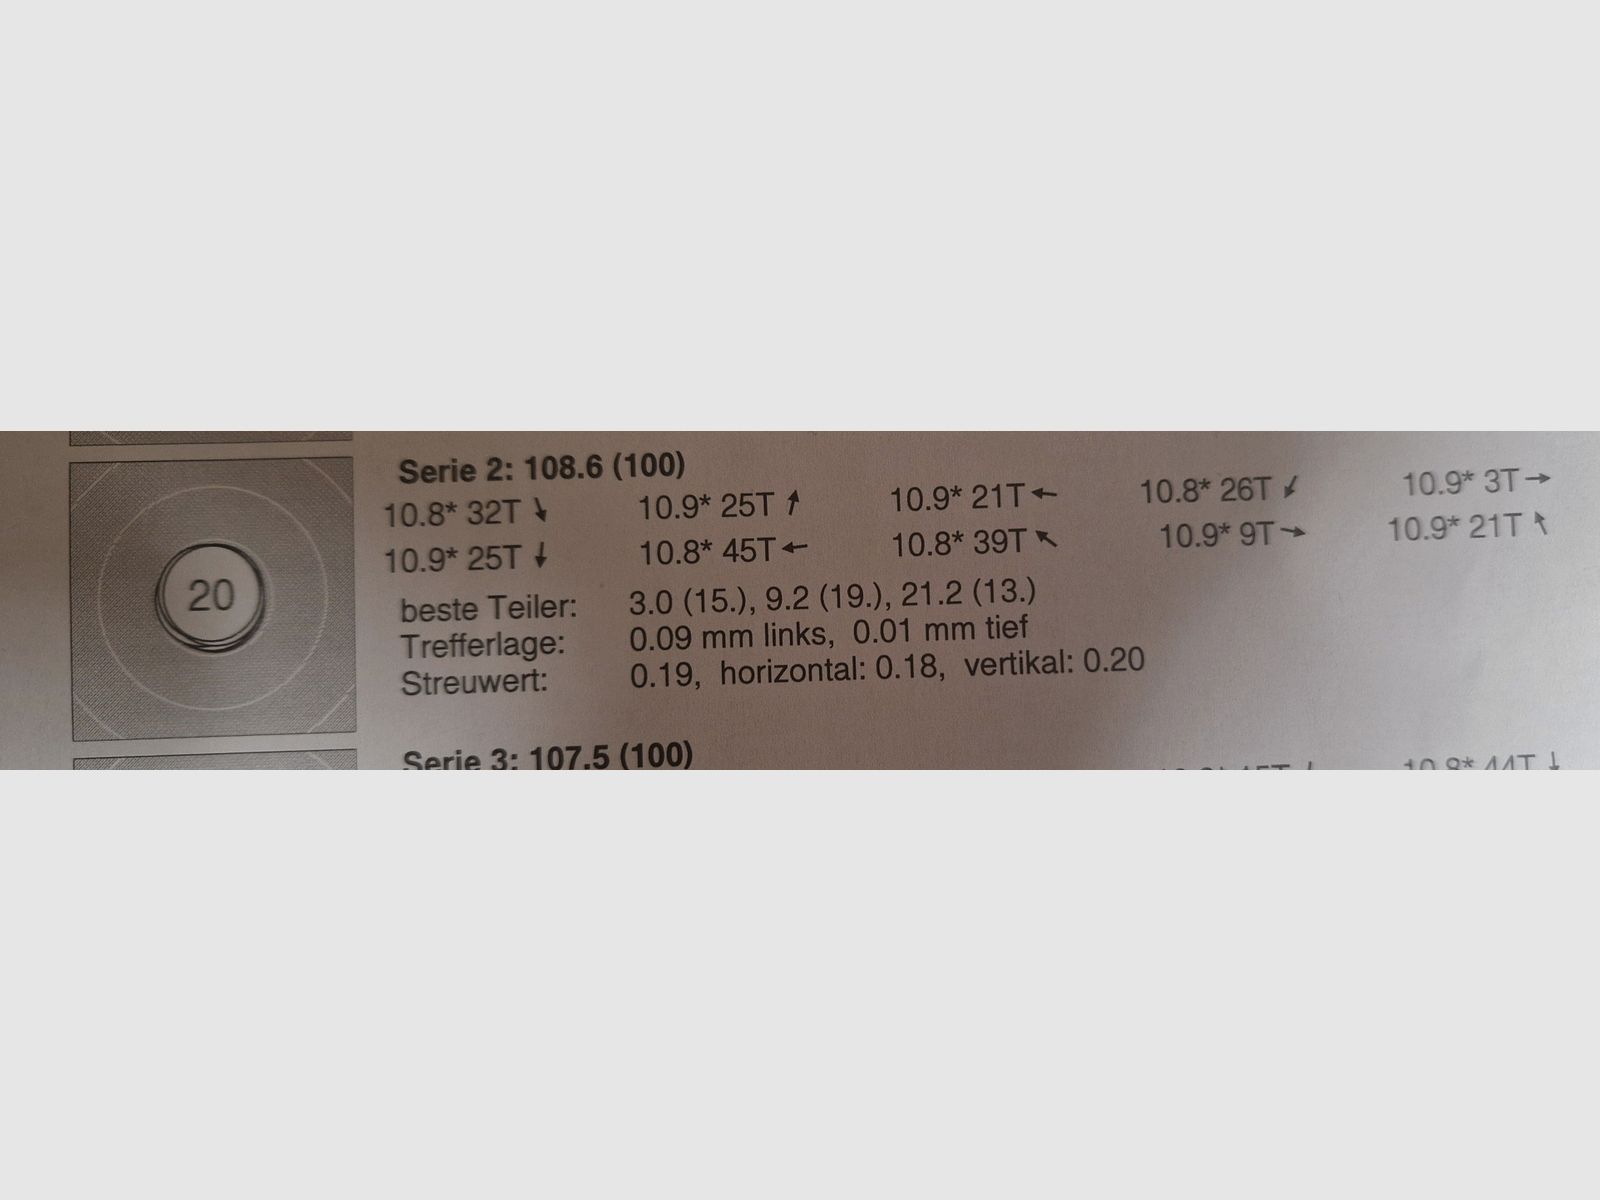 Serie 2: 108.6 (100)
10.8* 32T ↘ 10.9* 25T ↑ 10.9* 21T ← 10.8* 26T ↙ 10.9* 3T →
10.9* 25T ↓ 10.8* 45T ← 10.8* 39T ↖ 10.9* 9T → 10.9* 21T ↖
20
beste Teiler: 3.0 (15.), 9.2 (19.), 21.2 (13.)
Trefferlage: 0.09 mm links, 0.01 mm tief
Streuwert: 0.19, horizontal: 0.18, vertikal: 0.20
Serie 3: 107.5 (100)
10.8* 44T ↓